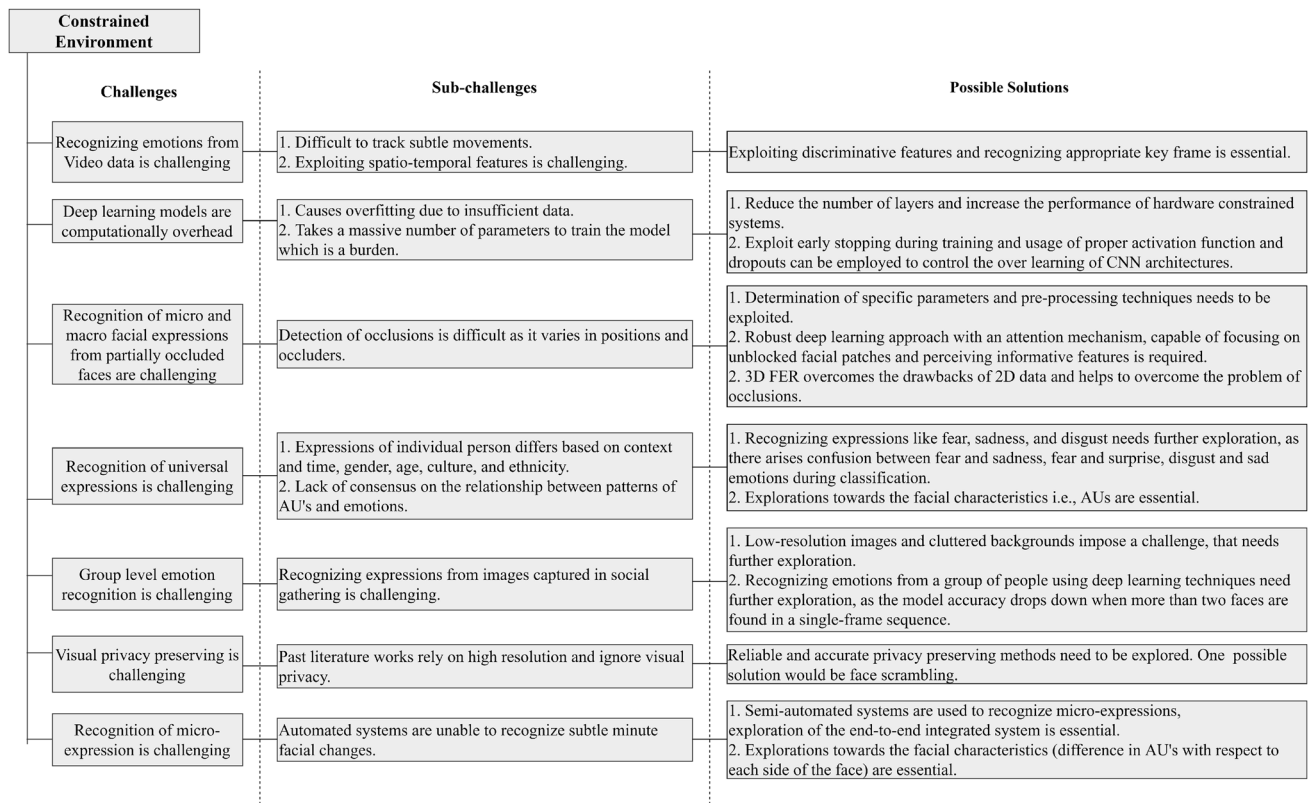 Constrained
Environment
Challenges
Sub-challenges
Possible Solutions
Recognizing emotions from
Video data is challenging
1. Difficult to track subtle movements.
2. Exploiting spatio-temporal features is challenging.
Exploiting discriminative features and recognizing appropriate key frame is essential.
Deep learning models are
computationally overhead
1. Causes overfitting due to insufficient data.
2. Takes a massive number of parameters to train the model
which is a burden.
1. Reduce the number of layers and increase the performance of hardware constrained
systems.
2. Exploit early stopping during training and usage of proper activation function and
dropouts can be employed to control the over learning of CNN architectures.
Recognition of micro and
macro facial expressions
from partially occluded
faces are challenging
Detection of occlusions is difficult as it varies in positions and
occluders.
1. Determination of specific parameters and pre-processing techniques needs to be
exploited.
2. Robust deep learning approach with an attention mechanism, capable of focusing on
unblocked facial patches and perceiving informative features is required.
2. 3D FER overcomes the drawbacks of 2D data and helps to overcome the problem of
occlusions.
Recognition of universal
expressions is challenging
1. Expressions of individual person differs based on context
and time, gender, age, culture, and ethnicity.
2. Lack of consensus on the relationship between patterns of
AU's and emotions.
1. Recognizing expressions like fear, sadness, and disgust needs further exploration, as
there arises confusion between fear and sadness, fear and surprise, disgust and sad
emotions during classification.
2. Explorations towards the facial characteristics i.e., AUs are essential.
Group level emotion
recognition is challenging
Recognizing expressions from images captured in social
gathering is challenging.
1. Low-resolution images and cluttered backgrounds impose a challenge, that needs
further exploration.
2. Recognizing emotions from a group of people using deep learning techniques need
further exploration, as the model accuracy drops down when more than two faces are
found in a single-frame sequence.
Visual privacy preserving is
challenging
Past literature works rely on high resolution and ignore visual
privacy.
Reliable and accurate privacy preserving methods need to be explored. One possible
solution would be face scrambling.
Recognition of micro-
expression is challenging
Automated systems are unable to recognize subtle minute
facial changes.
1. Semi-automated systems are used to recognize micro-expressions,
exploration of the end-to-end integrated system is essential.
2. Explorations towards the facial characteristics (difference in AU's with respect to
each side of the face) are essential.